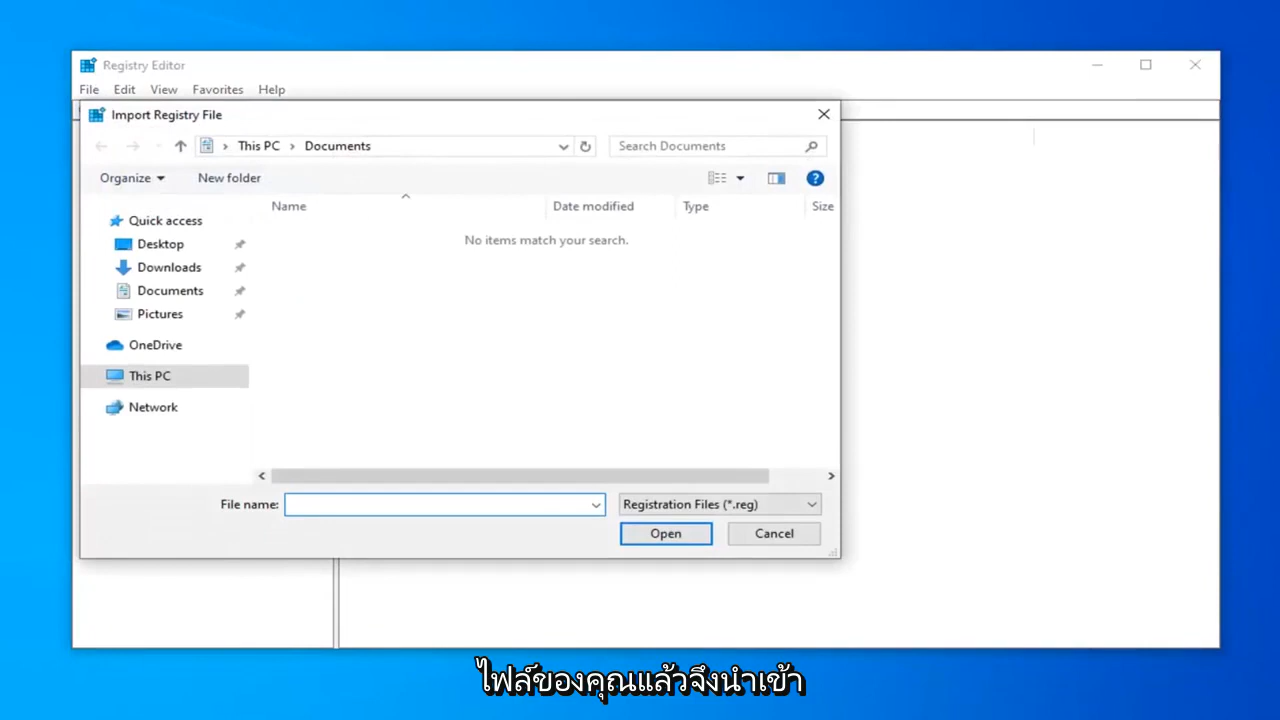 Registry Editor
File Edit View Favorites Help
Import Registry File
This PC › Documents
Search Documents
Organize New folder
Name Date modified Type Size
No items match your search.
Quick access
Desktop
Downloads
Documents
Pictures
OneDrive
This PC
Network
File name: Registration Files (*.reg)
Open Cancel
ไฟล์ของคุณแล้วจึงนำเข้า